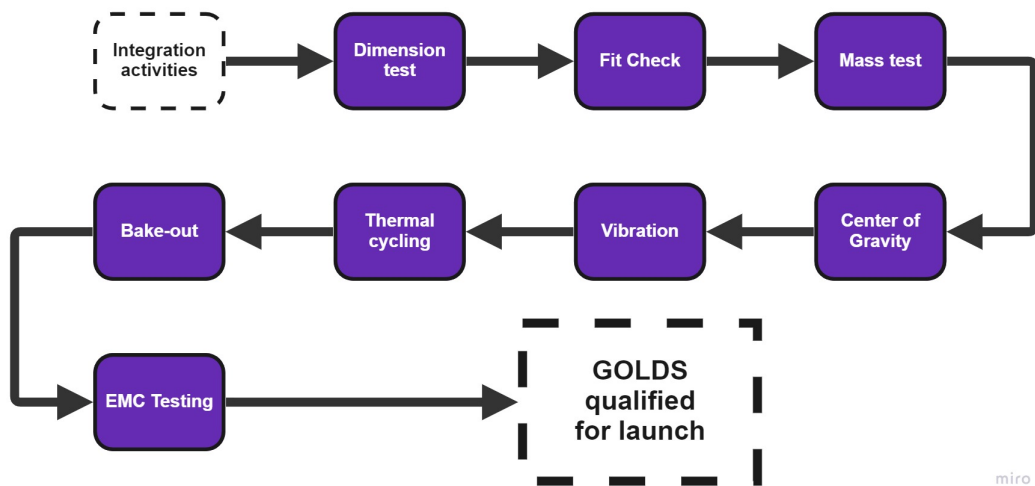 Integration
activities
Dimension
test
Fit Check
Mass test
Center of
Gravity
Vibration
Thermal
cycling
Bake-out
EMC Testing
GOLDS
qualified
for launch
miro